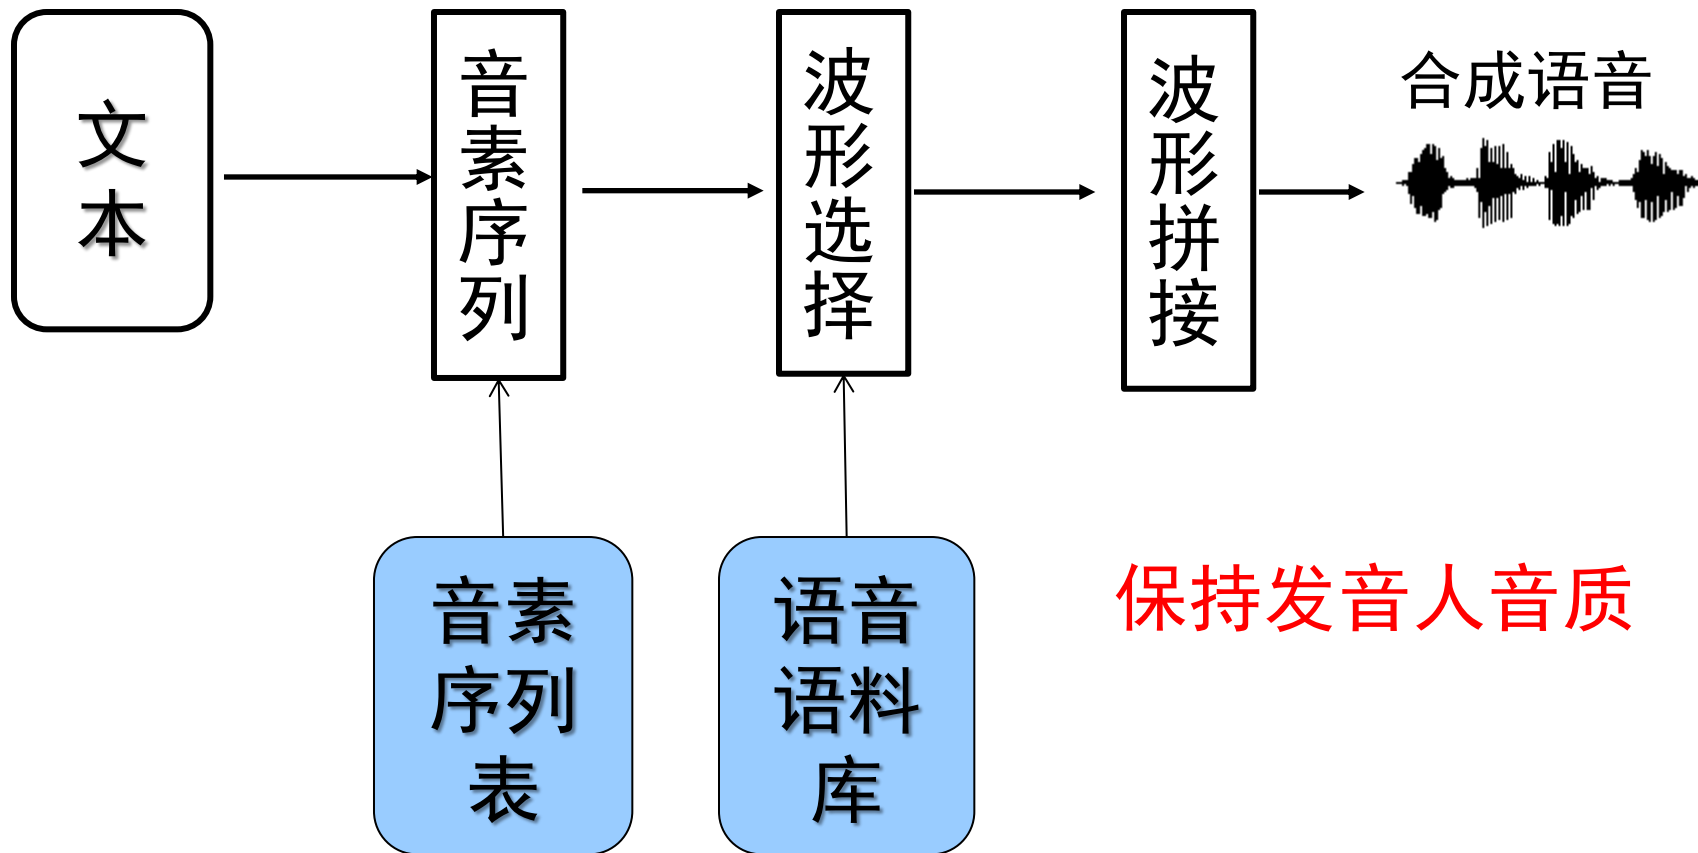 文
本
音
素
序
列
波
形
选
择
波
形
拼
接
合成语音
音素
序列
表
语音
语料
库
保持发音人音质